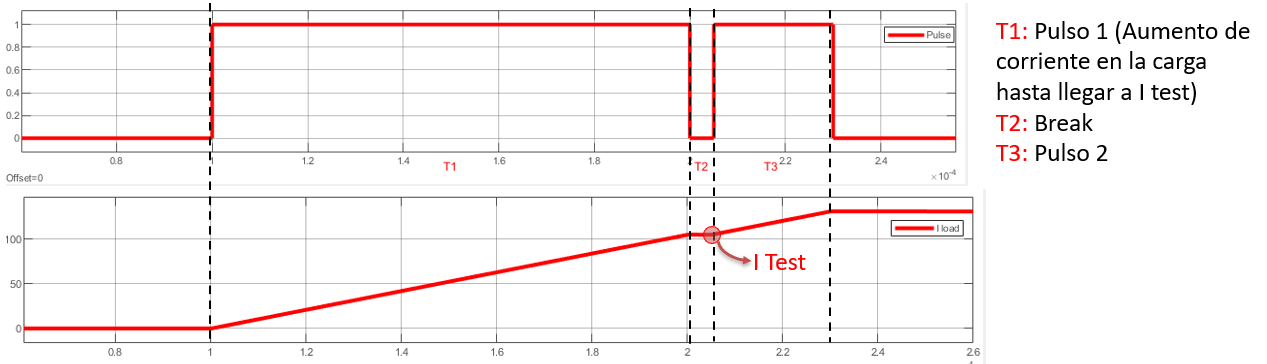 1
0.8
0.6
0.4
0.2
0
Pulse
0.8
1
1.2
1.4
T1
1.6
1.8
2
T2
T3
2.2
2.4
×10⁻⁴
Offset=0
T1: Pulso 1 (Aumento de
corriente en la carga
hasta llegar a I test)
T2: Break
T3: Pulso 2
100
50
0
I load
I Test
0.8
1
1.2
1.4
1.6
1.8
2
2.2
2.4
2.6